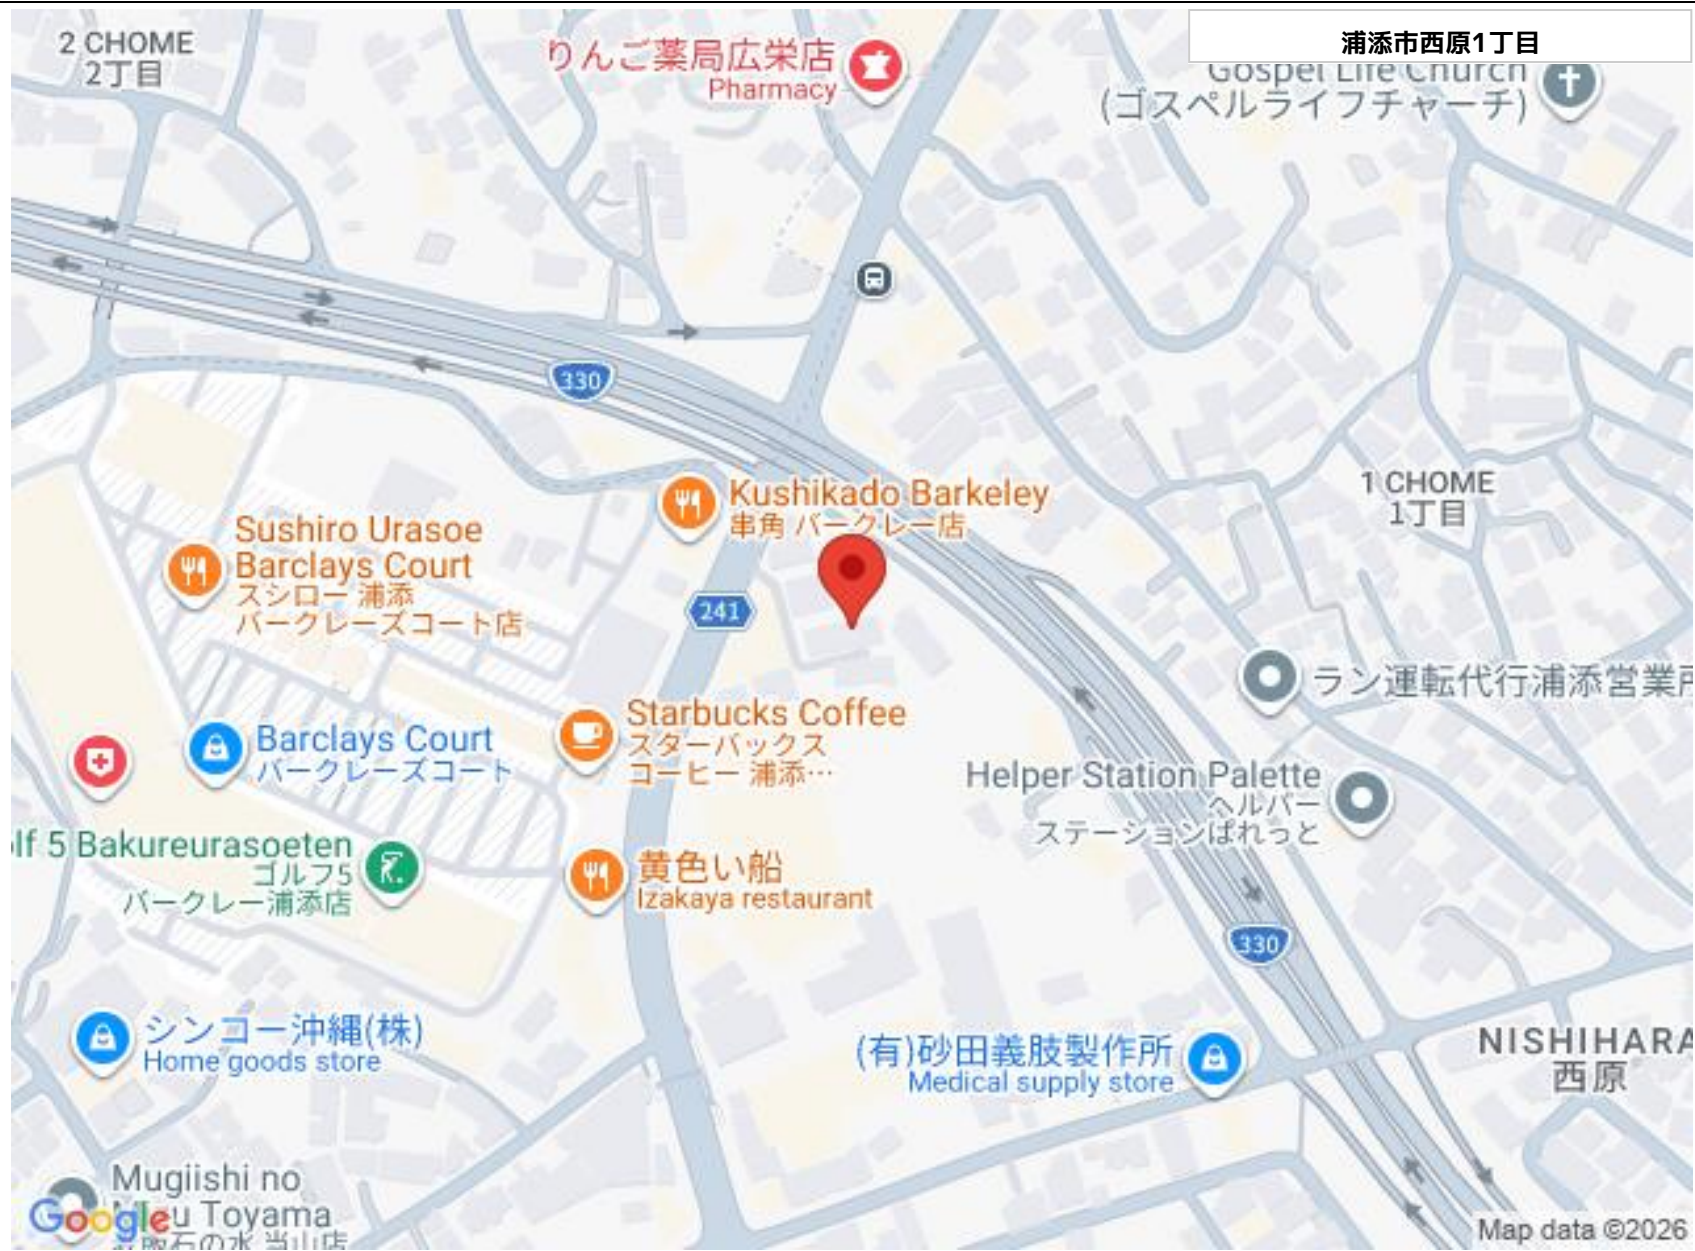 浦添市西原1丁目
2 CHOME
2丁目
りんご薬局広栄店
Pharmacy
Gospel Life Church
(ゴスペルライフチャーチ)
330
Kushikado Barkeley
串角 バークレー店
1 CHOME
1丁目
Sushiro Urasoe
Barclays Court
スシロー 浦添
バークレーズコート店
241
ラン運転代行浦添営業所
Starbucks Coffee
スターバックス
コーヒー 浦添…
Barclays Court
バークレーズコート
Helper Station Palette
ヘルパー
ステーションぱれっと
lf 5 Bakureurasoeten
ゴルフ5
バークレー浦添店
黄色い船
Izakaya restaurant
330
シンコー沖縄(株)
Home goods store
(有)砂田義肢製作所
Medical supply store
NISHIHARA
西原
Mugiishi no
u Toyama
石の水 当山店
Google
Map data ©2026